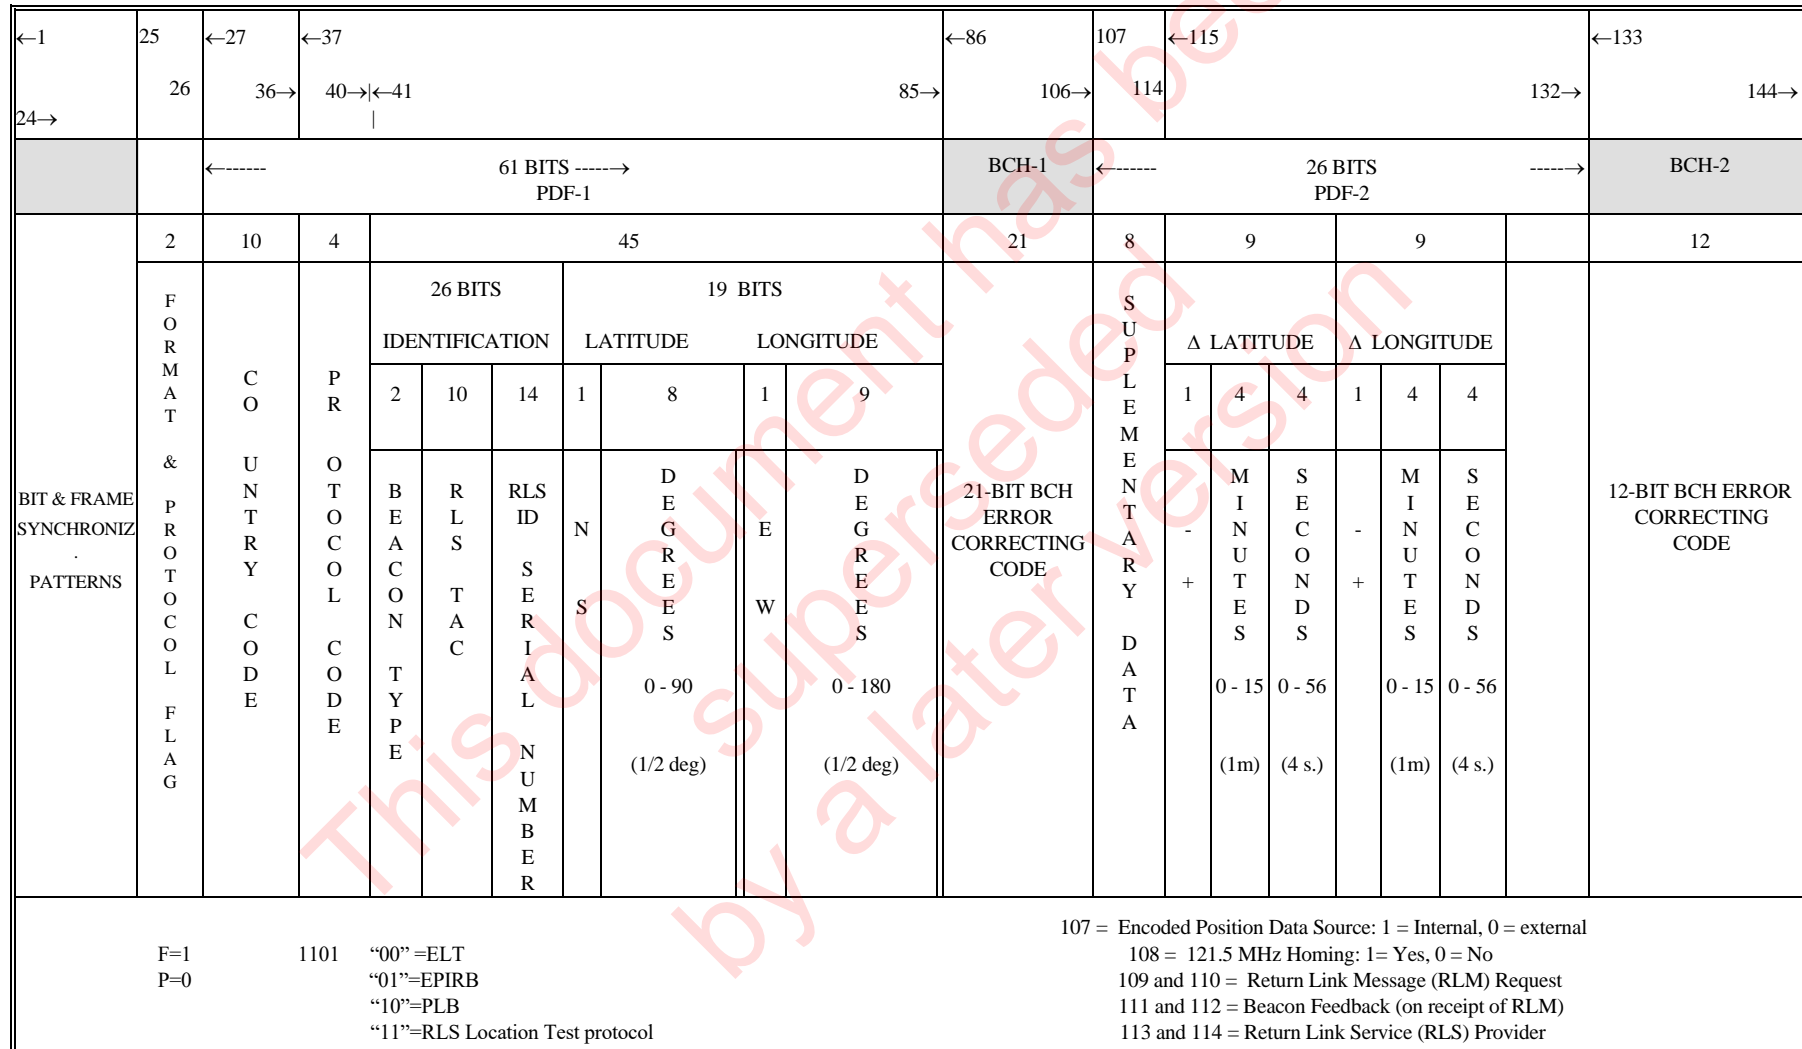 ←1 25 ←27 ←37 ←86 107 ←115 ←133
26 36→ 40→|←41 85→ 106→ 114 132→ 144→
24→ |
←------ 61 BITS -----→ BCH-1 ←------ 26 BITS -----→ BCH-2
PDF-1 PDF-2
2 10 4 45 21 8 9 9 12
26 BITS 19 BITS
IDENTIFICATION LATITUDE LONGITUDE Δ LATITUDE Δ LONGITUDE
2 10 14 1 8 1 9 1 4 4 1 4 4
BIT & FRAME
SYNCHRONIZ
.
PATTERNS
FORMAT & PROTOCOL FLAG
CO UNTRY CODE
PR OTOCOL CODE
BEACON TYPE
RLS TAC
RLS
ID
SERIAL NUMBER
N
S
DEGREES
0 - 90
(1/2 deg)
E
W
DEGREES
0 - 180
(1/2 deg)
21-BIT BCH
ERROR
CORRECTING
CODE
SUPLEMENTARY DATA
-
+
MINUTES
0 - 15
(1m)
SECONDS
0 - 56
(4 s.)
-
+
MINUTES
0 - 15
(1m)
SECONDS
0 - 56
(4 s.)
12-BIT BCH ERROR
CORRECTING
CODE
F=1 1101 “00” =ELT
P=0 “01”=EPIRB
“10”=PLB
“11”=RLS Location Test protocol
107 = Encoded Position Data Source: 1 = Internal, 0 = external
108 = 121.5 MHz Homing: 1= Yes, 0 = No
109 and 110 = Return Link Message (RLM) Request
111 and 112 = Beacon Feedback (on receipt of RLM)
113 and 114 = Return Link Service (RLS) Provider
This document has been
superseded
by a later version